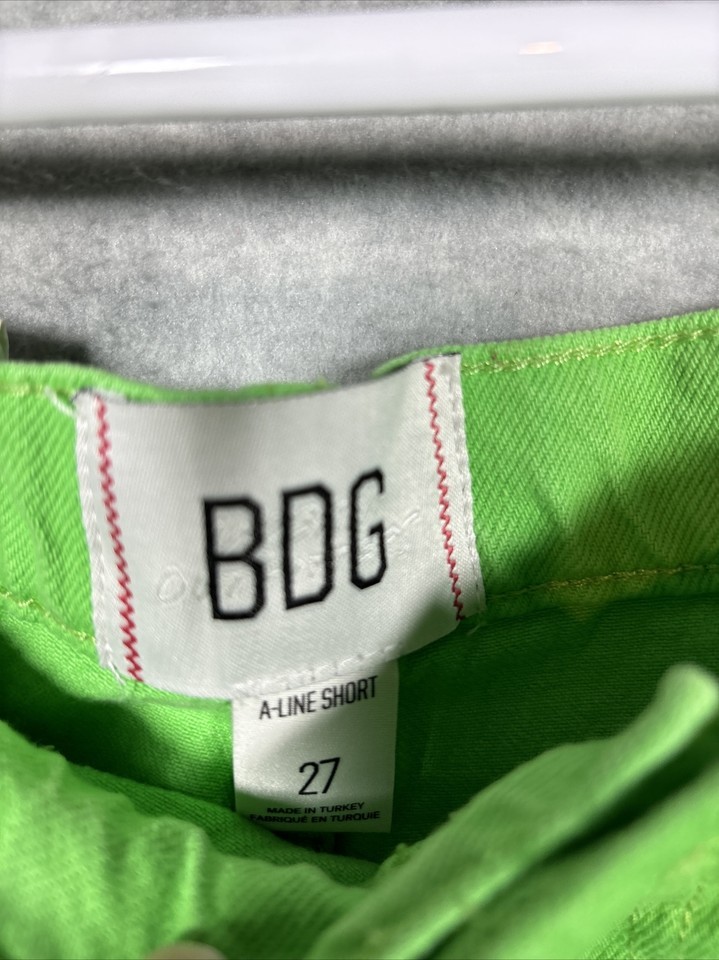 BDG
A-LINE SHORT
27
MADE IN TURKEY
FABRIQUÉ EN TURQUIE